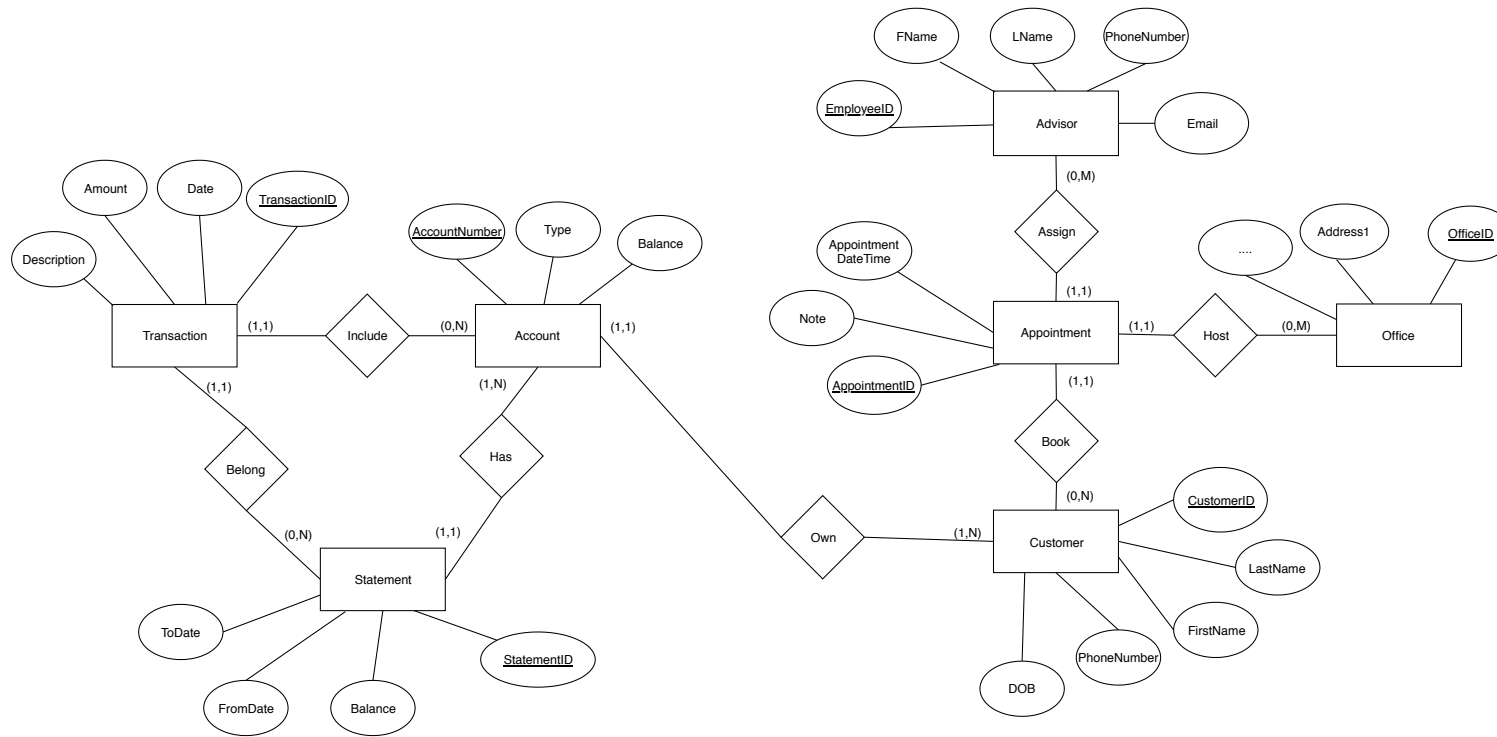 FName
LName
PhoneNumber
EmployeeID
Advisor
Email
(0,M)
Amount
Date
TransactionID
AccountNumber
Type
Balance
Description
Assign
Appointment
DateTime
....
Address1
OfficeID
(1,1)
Note
Transaction
(1,1)
Include
(0,N)
Account
(1,1)
Appointment
(1,1)
Host
(0,M)
Office
(1,1)
(1,N)
(1,1)
AppointmentID
Belong
Has
Book
(0,N)
(1,1)
Own
(1,N)
(0,N)
Customer
CustomerID
LastName
Statement
ToDate
FirstName
StatementID
PhoneNumber
FromDate
Balance
DOB